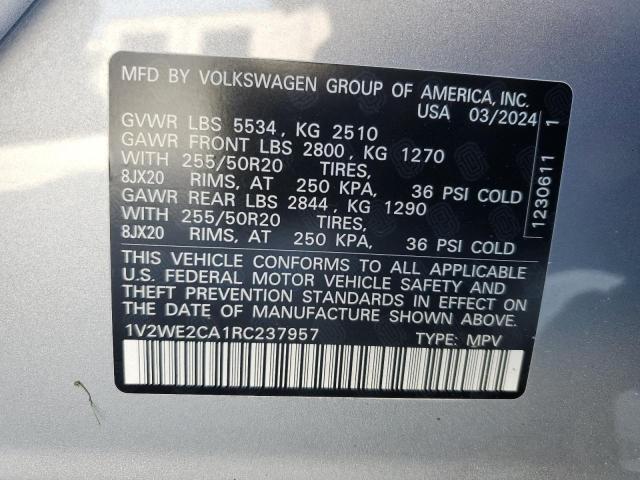 MFD BY VOLKSWAGEN GROUP OF AMERICA, INC.
USA 03/2024
GVWR LBS 5534, KG 2510
GAWR FRONT LBS 2800, KG 1270
WITH 255/50R20 TIRES,
8JX20 RIMS, AT 250 KPA, 36 PSI COLD
GAWR REAR LBS 2844, KG 1290
WITH 255/50R20 TIRES,
8JX20 RIMS, AT 250 KPA, 36 PSI COLD
THIS VEHICLE CONFORMS TO ALL APPLICABLE
U.S. FEDERAL MOTOR VEHICLE SAFETY AND
THEFT PREVENTION STANDARDS IN EFFECT ON
THE DATE OF MANUFACTURE SHOWN ABOVE.
1V2WE2CA1RC237957 TYPE: MPV
1230611 1